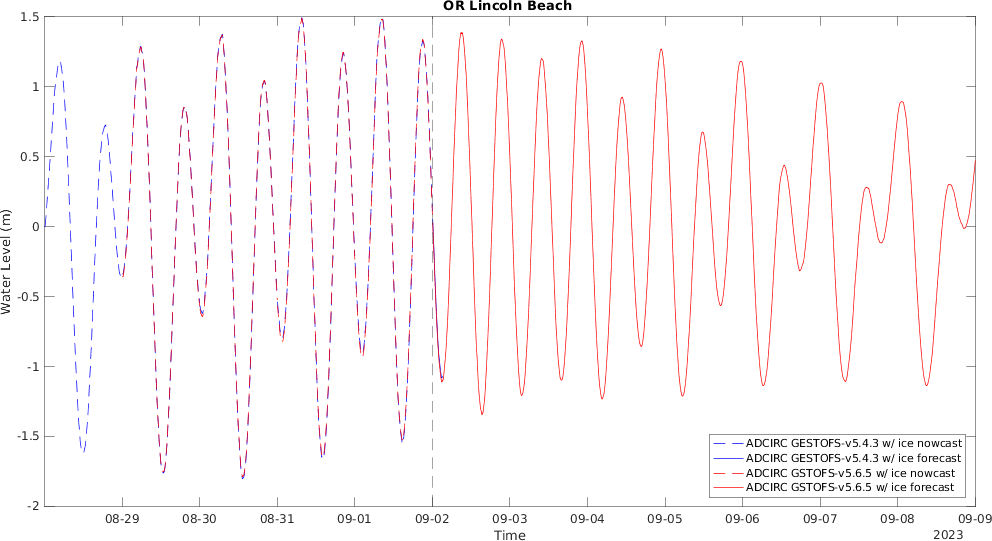 OR Lincoln Beach
1.5
1
0.5
0
-0.5
-1
-1.5
-2
Water Level (m)
ADCIRC GESTOFS-v5.4.3 w/ ice nowcast
ADCIRC GESTOFS-v5.4.3 w/ ice forecast
ADCIRC GSTOFS-v5.6.5 w/ ice nowcast
ADCIRC GSTOFS-v5.6.5 w/ ice forecast
08-29 08-30 08-31 09-01 09-02 09-03 09-04 09-05 09-06 09-07 09-08 09-09
Time
2023